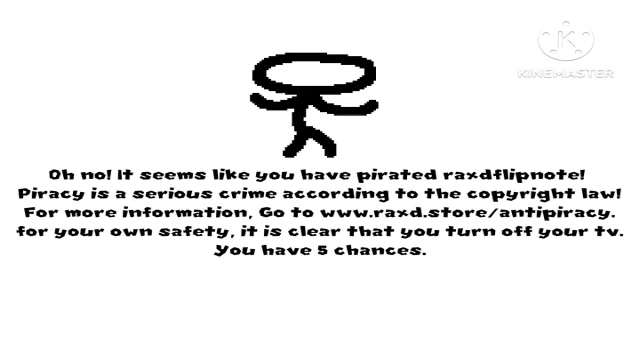 KINEMASTER
Oh no! It seems like you have pirated raxdflipnote!
Piracy is a serious crime according to the copyright law!
For more information, Go to www.raxd.store/antipiracy.
for your own safety, it is clear that you turn off your tv.
You have 5 chances.